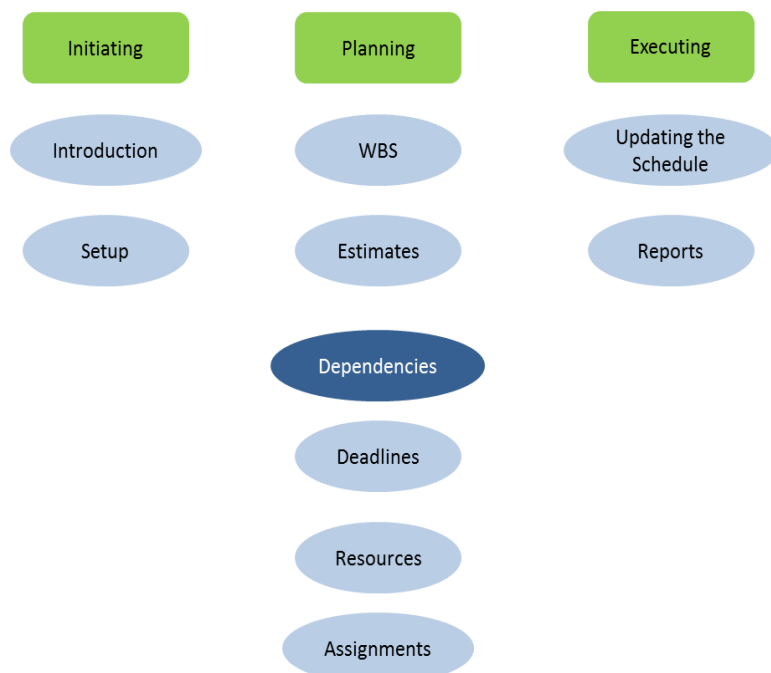 Initiating
Planning
Executing
Introduction
WBS
Updating the
Schedule
Setup
Estimates
Reports
Dependencies
Deadlines
Resources
Assignments